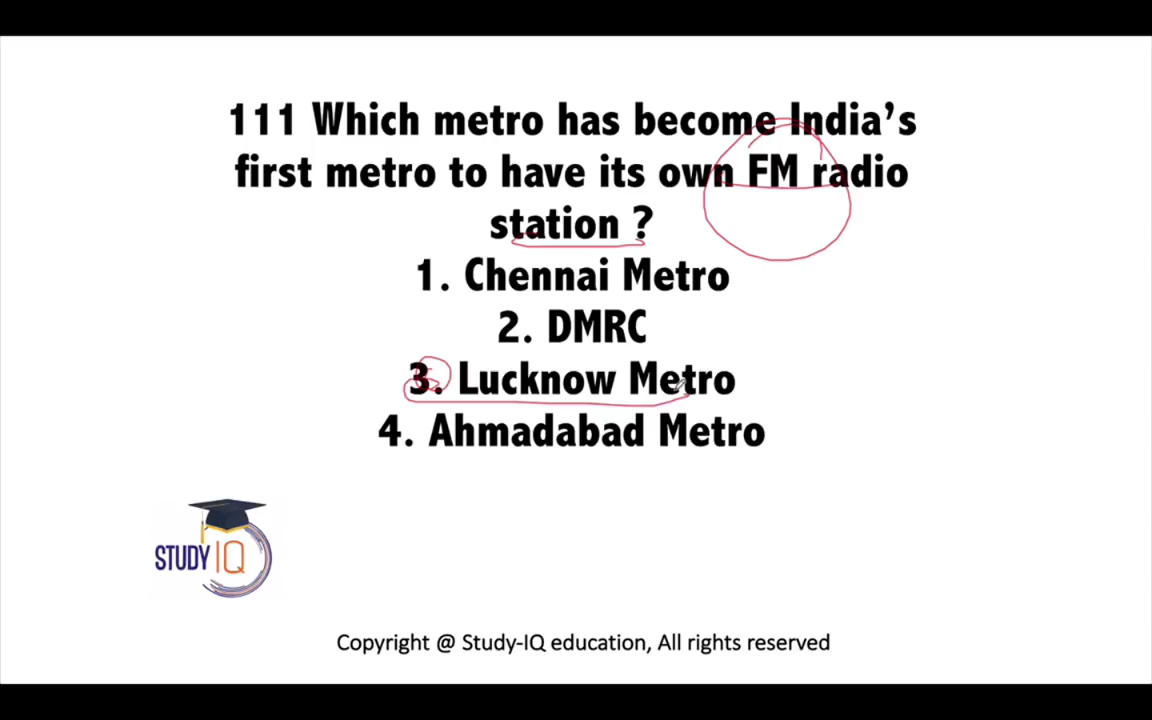 111 Which metro has become India’s
first metro to have its own FM radio
station ?
1. Chennai Metro
2. DMRC
3. Lucknow Metro
4. Ahmadabad Metro
STUDY IQ
Copyright @ Study-IQ education, All rights reserved